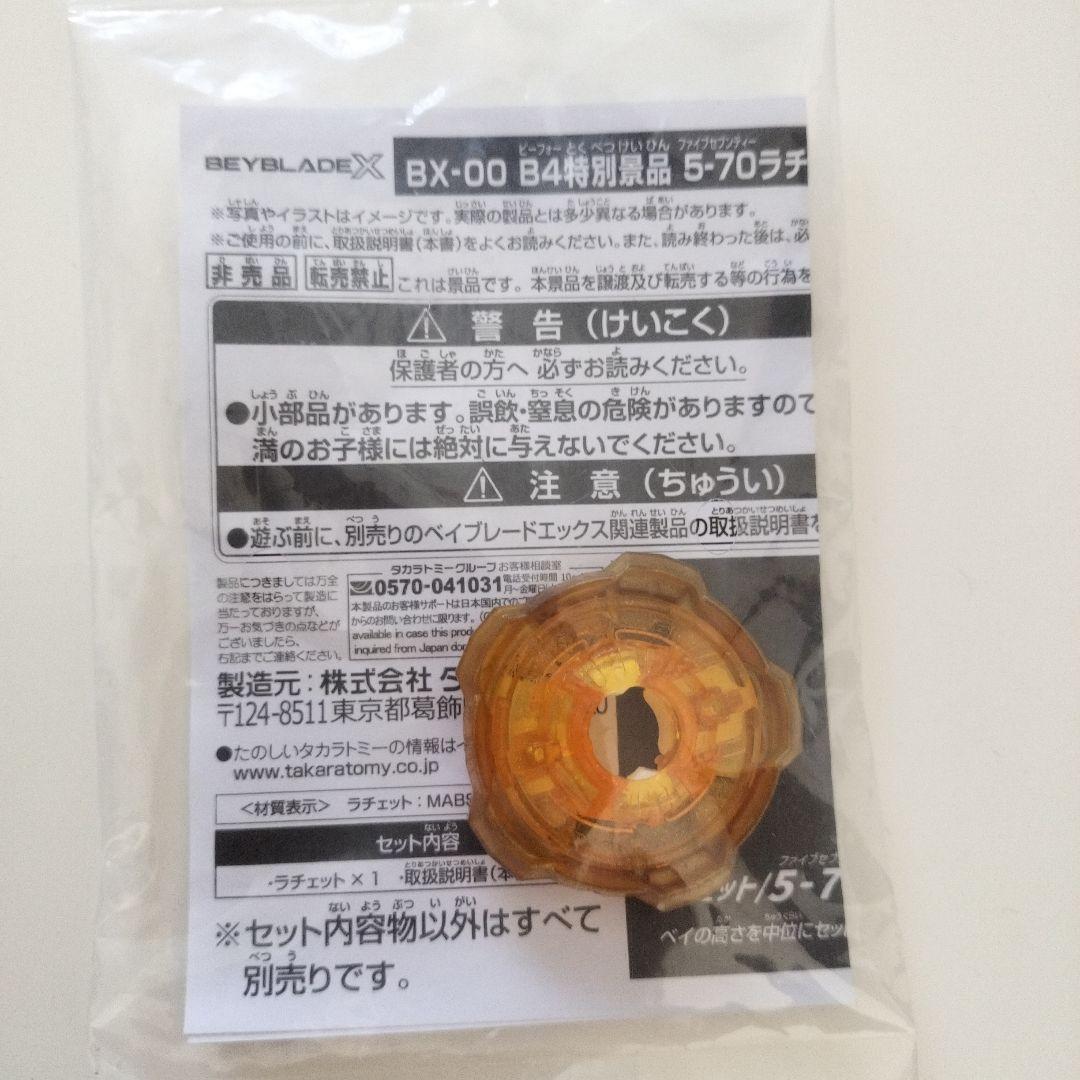 BEYBLADE X
BX-00 B4特別景品 5-70ラチ
※写真やイラストはイメージです。実際の製品とは多少異なる場合があります。
※ご使用の前に、取扱説明書(本書)をよくお読みください。また、読み終わった後は、必
非売品 転売禁止 これは景品です。本景品を譲渡及び転売する等の行為を
警 告 (けいこく)
保護者の方へ 必ずお読みください。
●小部品があります。誤飲・窒息の危険がありますので
満のお子様には絶対に与えないでください。
注 意 (ちゅうい)
●遊ぶ前に、別売りのベイブレードエックス関連製品の取扱説明書を
製品につきましては万全
の注意をはらって製造に
当たっておりますが、
万一お気づきの点などが
ございましたら、
右記までご連絡ください。
タカラトミーグループ お客様相談室
0570-041031 電話受付時間 10
月~金曜日
本製品のお客様サポートは日本国内での
からのお問い合わせに限ります。
available in case this prod
inquired from Japan do
製造元:株式会社 タ
〒124-8511 東京都葛飾
●たのしいタカラトミーの情報は
www.takaratomy.co.jp
<材質表示> ラチェット:MABS
セット内容
・ラチェット×1 ・取扱説明書(本
※セット内容物以外はすべて
別売りです。
ット/5-7
ベイの高さを中位にセッ